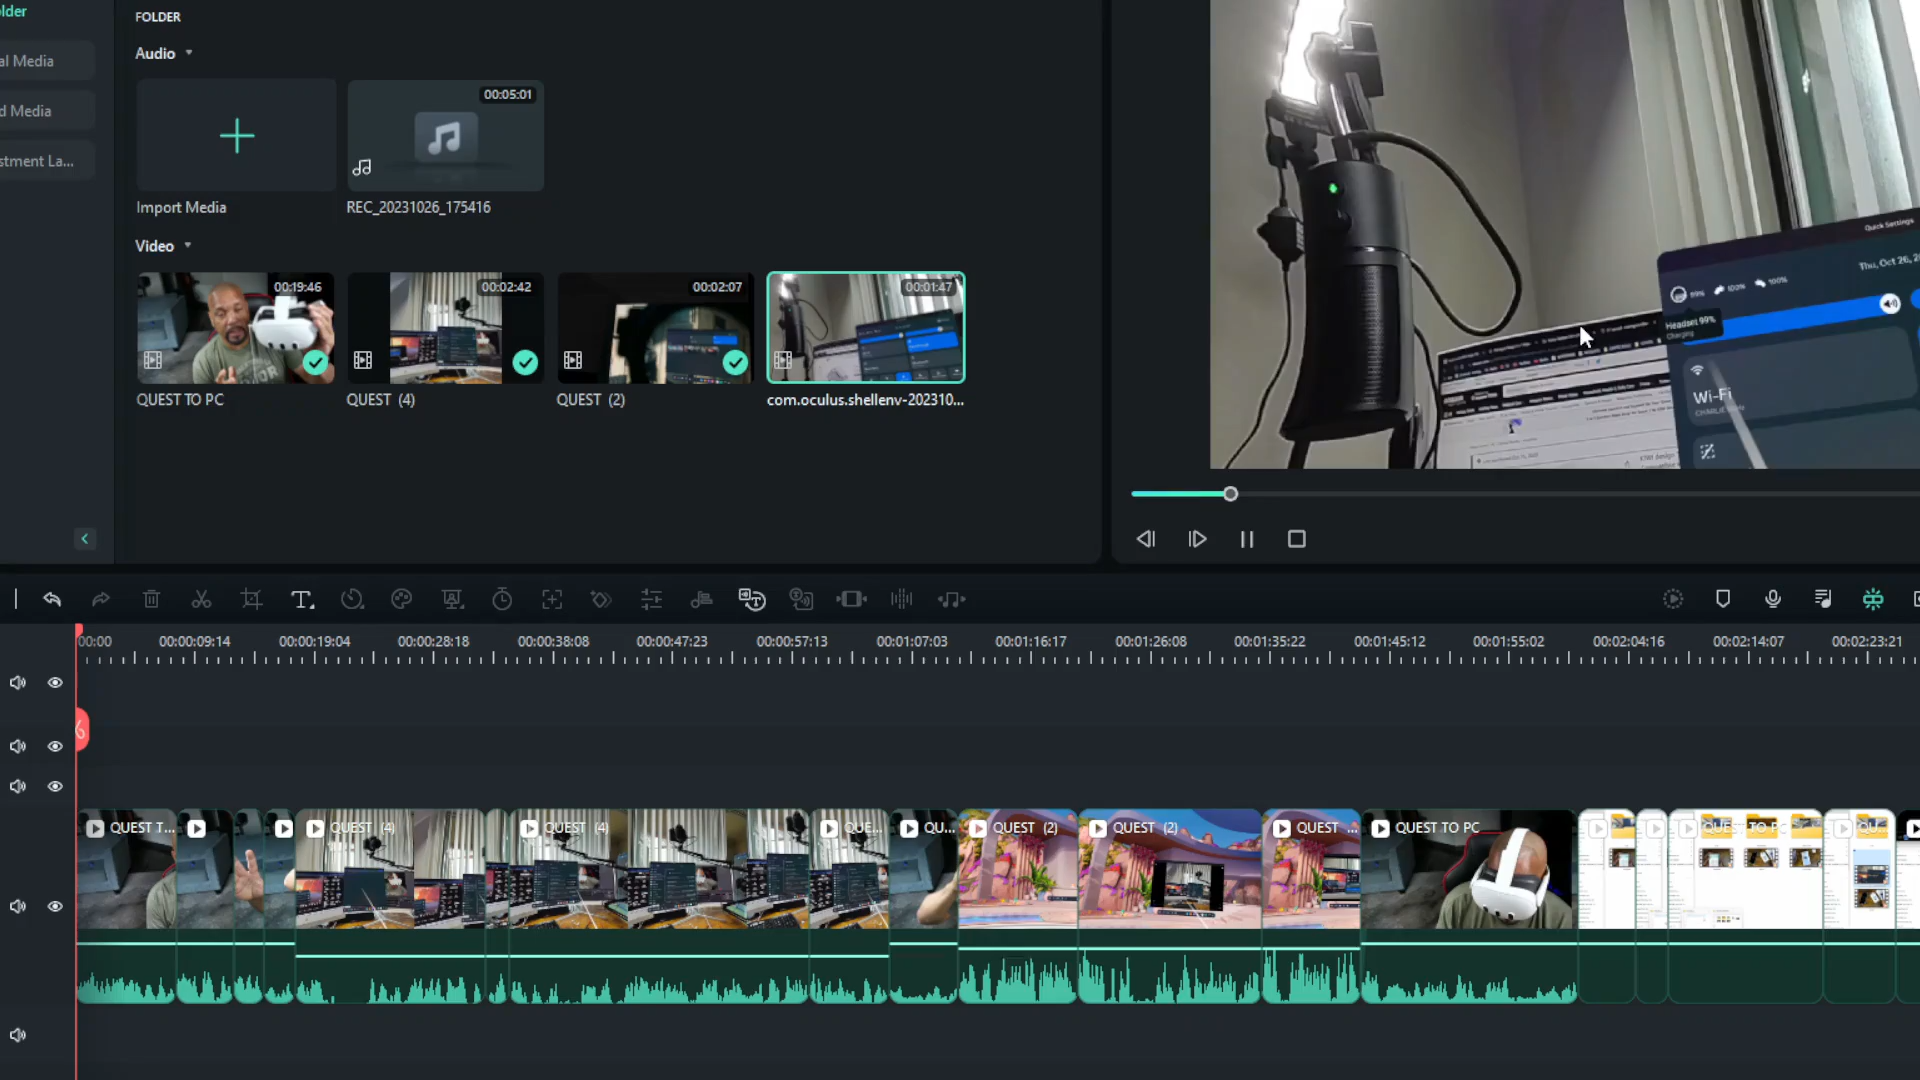 lder
FOLDER
Audio
al Media
d Media
stment La...
00:05:01
Import Media
REC_20231026_175416
Video
00:19:46
00:02:42
00:02:07
00:01:47
QUEST TO PC
QUEST (4)
QUEST (2)
com.oculus.shellenv-202310...
Quick Settings
Thu, Oct 26, 2
99%
100%
100%
Headset 99%
Charging
Wi-Fi
00:00
00:00:09:14
00:00:19:04
00:00:28:18
00:00:38:08
00:00:47:23
00:00:57:13
00:01:07:03
00:01:16:17
00:01:26:08
00:01:35:22
00:01:45:12
00:01:55:02
00:02:04:16
00:02:14:07
00:02:23:21
QUEST T...
QUEST (4)
QUEST (4)
QUE...
QU...
QUEST (2)
QUEST (2)
QUEST ...
QUEST TO PC
QUEST TO PC
QU...